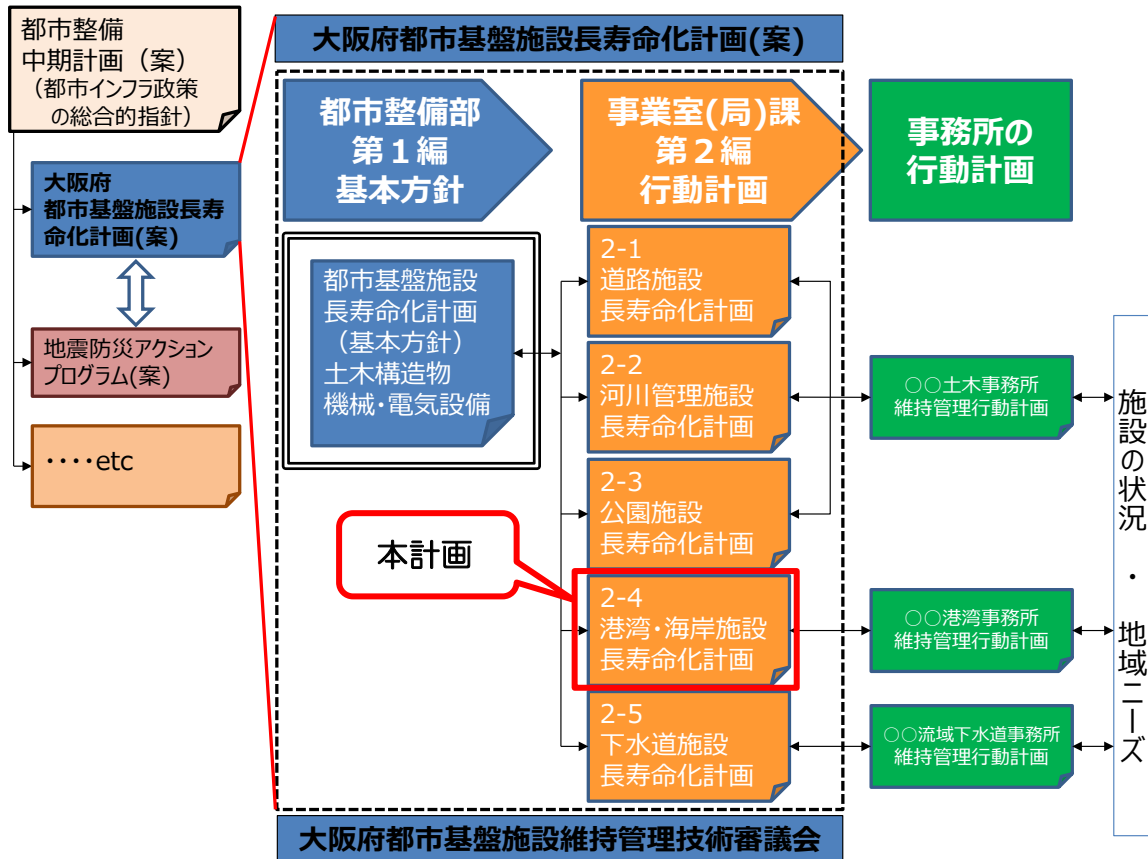 都市整備
中期計画（案）
（都市インフラ政策
の総合的指針）
大阪府
都市基盤施設長寿
命化計画(案)
地震防災アクション
プログラム(案)
・・・・etc
大阪府都市基盤施設長寿命化計画(案)
都市整備部
第１編
基本方針
事業室(局)課
第２編
行動計画
事務所の
行動計画
都市基盤施設
長寿命化計画
（基本方針）
土木構造物
機械・電気設備
2-1
道路施設
長寿命化計画
2-2
河川管理施設
長寿命化計画
2-3
公園施設
長寿命化計画
本計画
2-4
港湾・海岸施設
長寿命化計画
2-5
下水道施設
長寿命化計画
○○土木事務所
維持管理行動計画
○○港湾事務所
維持管理行動計画
○○流域下水道事務所
維持管理行動計画
施設の状況 ・ 地域ニーズ
大阪府都市基盤施設維持管理技術審議会